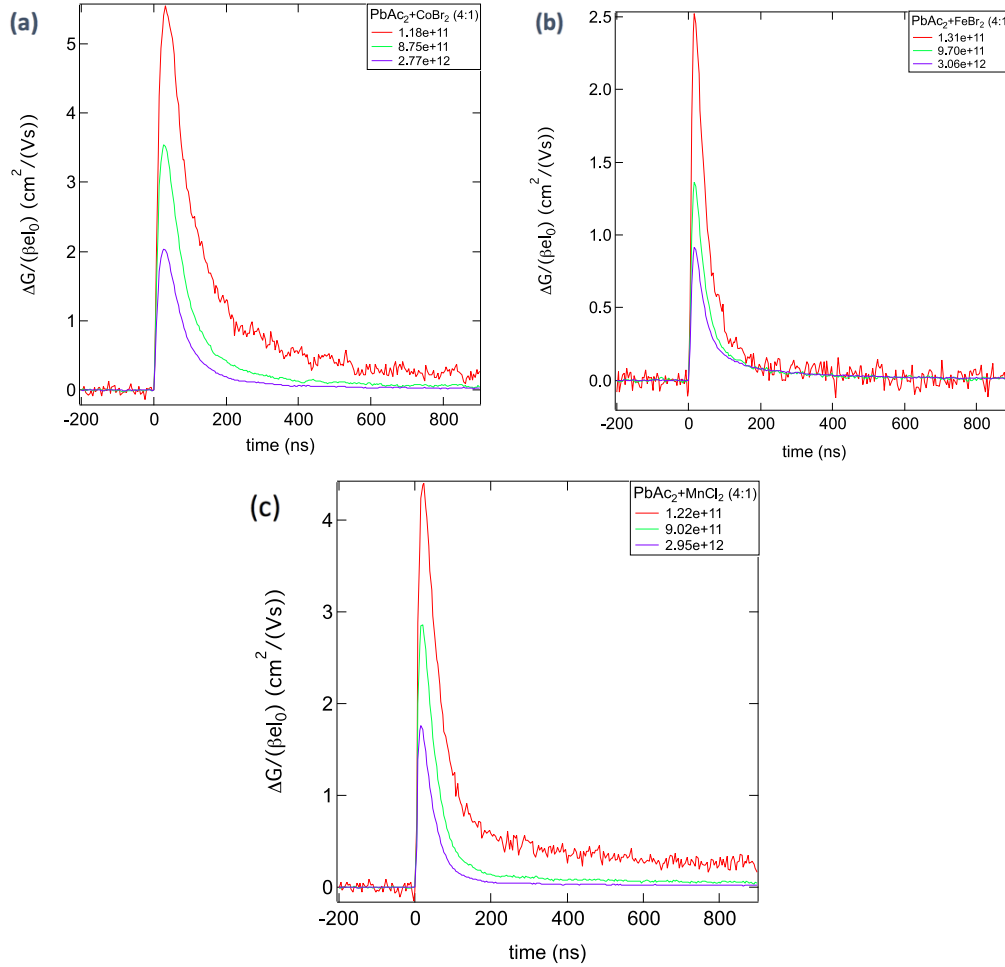 (a)
PbAc₂+CoBr₂ (4:1)
1.18e+11
8.75e+11
2.77e+12
5
4
3
2
1
0
ΔG/(βeI₀) (cm²/(Vs))
-200 0 200 400 600 800
time (ns)
(b)
PbAc₂+FeBr₂ (4:1)
1.31e+11
9.70e+11
3.06e+12
2.5
2.0
1.5
1.0
0.5
0.0
ΔG/(βeI₀) (cm²/(Vs))
-200 0 200 400 600 800
time (ns)
(c)
PbAc₂+MnCl₂ (4:1)
1.22e+11
9.02e+11
2.95e+12
4
3
2
1
0
ΔG/(βeI₀) (cm²/(Vs))
-200 0 200 400 600 800
time (ns)